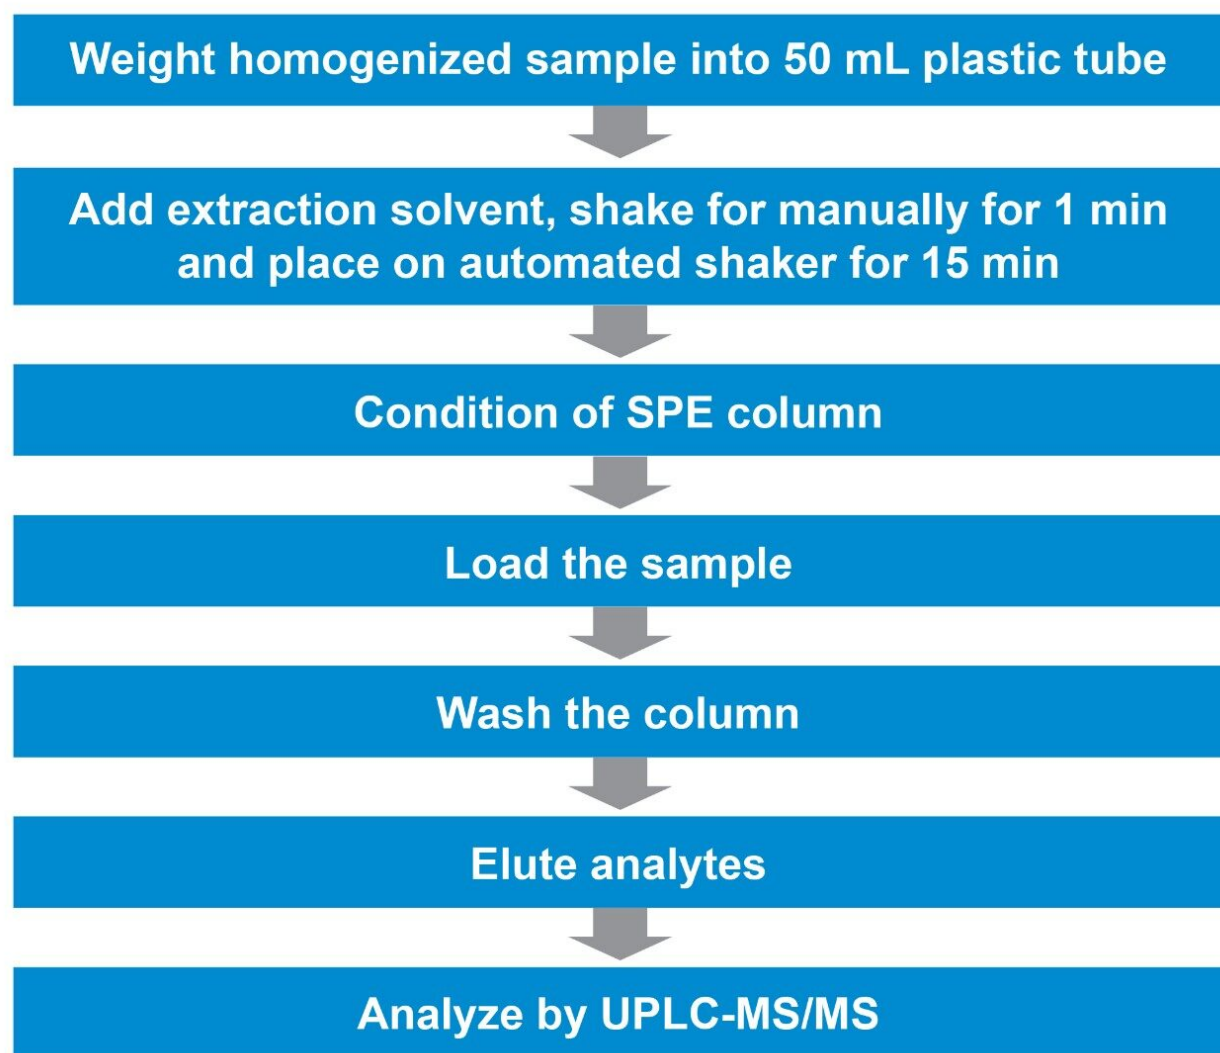 Weight homogenized sample into 50 mL plastic tube
Add extraction solvent, shake for manually for 1 min
and place on automated shaker for 15 min
Condition of SPE column
Load the sample
Wash the column
Elute analytes
Analyze by UPLC-MS/MS